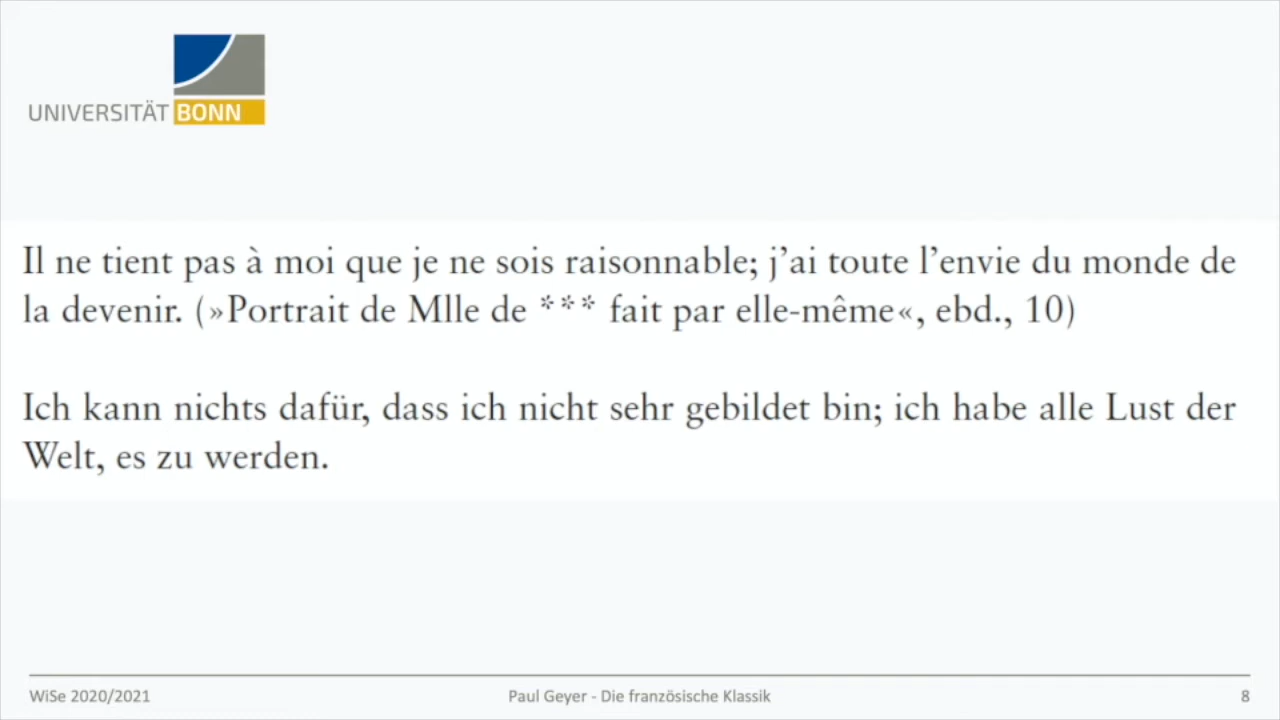 UNIVERSITÄT BONN
Il ne tient pas à moi que je ne sois raisonnable; j’ai toute l’envie du monde de
la devenir. (»Portrait de Mlle de *** fait par elle-même«, ebd., 10)
Ich kann nichts dafür, dass ich nicht sehr gebildet bin; ich habe alle Lust der
Welt, es zu werden.
WiSe 2020/2021
Paul Geyer - Die französische Klassik
8